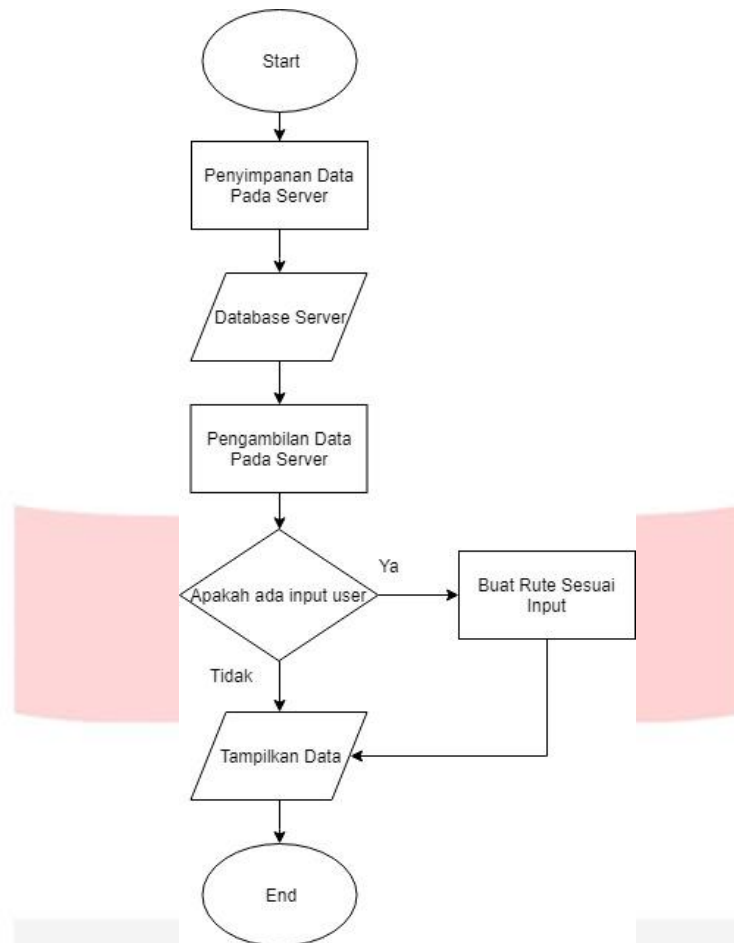 Start
Penyimpanan Data
Pada Server
Database Server
Pengambilan Data
Pada Server
Apakah ada input user
Ya
Buat Rute Sesuai
Input
Tidak
Tampilkan Data
End